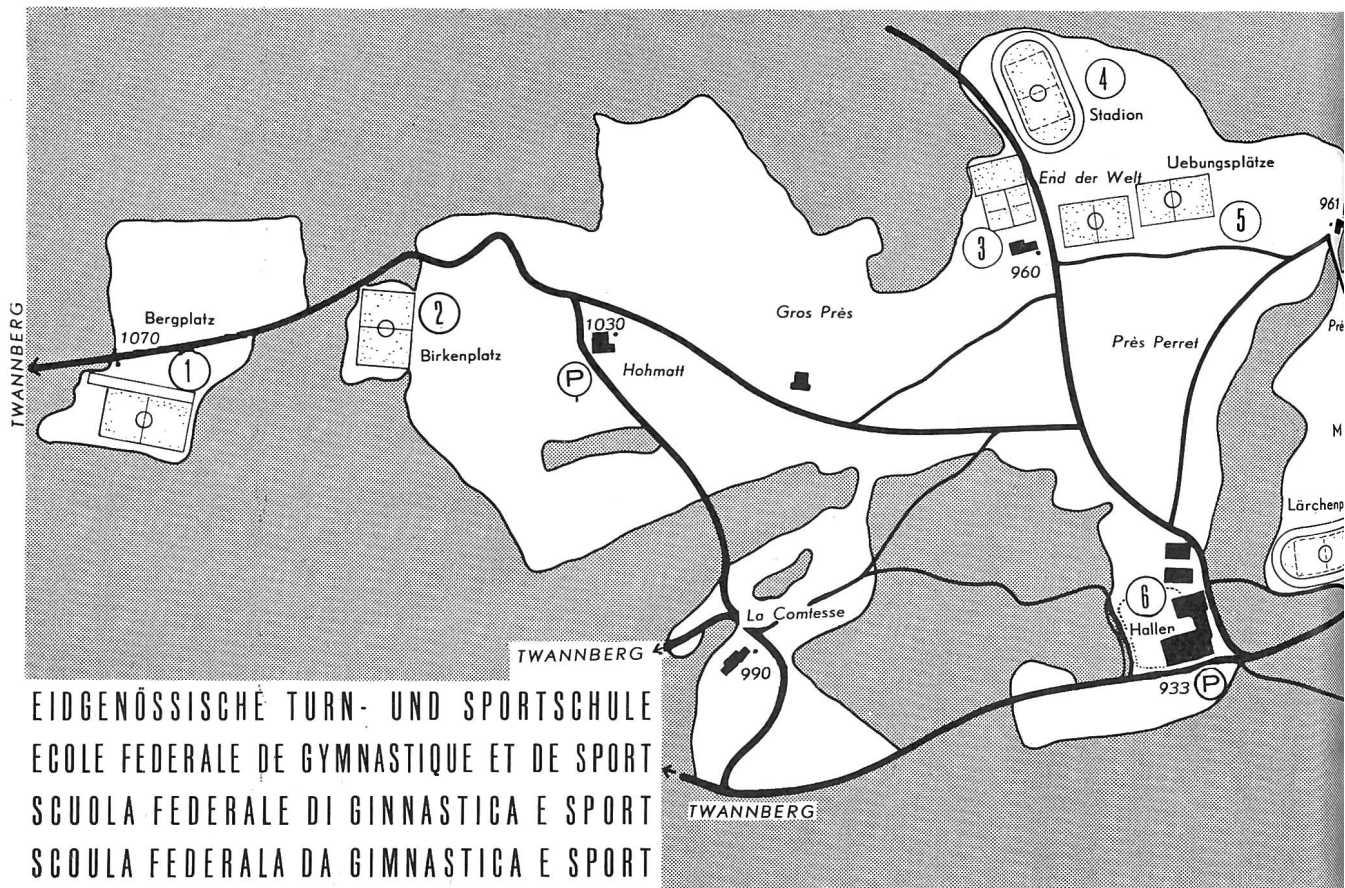 4
Stadion
Uebungsplätze
End der Welt
961
5
3
960
Bergplatz
1070
1
2
Birkenplatz
1030
Hohmatt
P
Gros Près
Près Perret
TWANNBERG
Lärchenp
M
La Comtesse
6
Hallen
TWANNBERG
990
933
P
TWANNBERG
EIDGENÖSSISCHE TURN- UND SPORTSCHULE
ECOLE FEDERALE DE GYMNASTIQUE ET DE SPORT
SCUOLA FEDERALE DI GINNASTICA E SPORT
SCOULA FEDERALA DA GIMNASTICA E SPORT